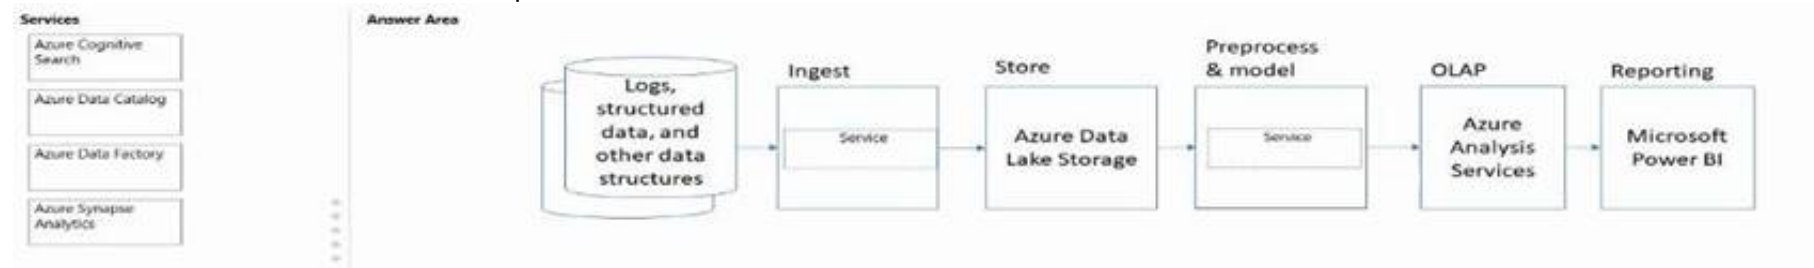 Services
Azure Cognitive
Search
Azure Data Catalog
Azure Data Factory
Azure Synapse
Analytics
Answer Area
Logs,
structured
data, and
other data
structures
Ingest
Service
Store
Azure Data
Lake Storage
Preprocess
& model
Service
OLAP
Azure
Analysis
Services
Reporting
Microsoft
Power BI